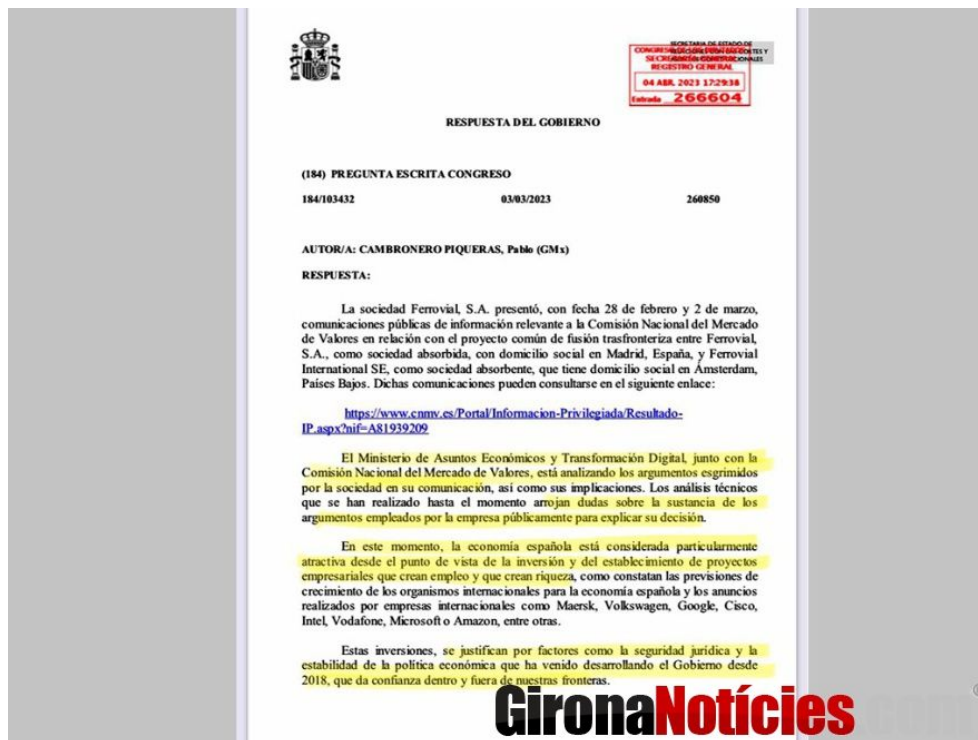 SECRETARIA DE ESTADO DE
CONGRESO
CORTES Y
REGISTRO GENERAL
04 ABR. 2023 17:29:38
Entrada 266604
RESPUESTA DEL GOBIERNO
(184) PREGUNTA ESCRITA CONGRESO
184/103432 03/03/2023 260850
AUTOR/A: CAMBRONERO PIQUERAS, Pablo (GMx)
RESPUESTA:
La sociedad Ferrovial, S.A. presentó, con fecha 28 de febrero y 2 de marzo,
comunicaciones públicas de información relevante a la Comisión Nacional del Mercado
de Valores en relación con el proyecto común de fusión trasfronteriza entre Ferrovial,
S.A., como sociedad absorbida, con domicilio social en Madrid, España, y Ferrovial
International SE, como sociedad absorbente, que tiene domicilio social en Ámsterdam,
Países Bajos. Dichas comunicaciones pueden consultarse en el siguiente enlace:
https://www.cnmv.es/Portal/Informacion-Privilegiada/Resultado-
IP.aspx?nif=A81939209
El Ministerio de Asuntos Económicos y Transformación Digital, junto con la
Comisión Nacional del Mercado de Valores, está analizando los argumentos esgrimidos
por la sociedad en su comunicación, así como sus implicaciones. Los análisis técnicos
que se han realizado hasta el momento arrojan dudas sobre la sustancia de los
argumentos empleados por la empresa públicamente para explicar su decisión.
En este momento, la economía española está considerada particularmente
atractiva desde el punto de vista de la inversión y del establecimiento de proyectos
empresariales que crean empleo y que crean riqueza, como constatan las previsiones de
crecimiento de los organismos internacionales para la economía española y los anuncios
realizados por empresas internacionales como Maersk, Volkswagen, Google, Cisco,
Intel, Vodafone, Microsoft o Amazon, entre otras.
Estas inversiones, se justifican por factores como la seguridad jurídica y la
estabilidad de la política económica que ha venido desarrollando el Gobierno desde
2018, que da confianza dentro y fuera de nuestras fronteras.
GironaNotícies.com